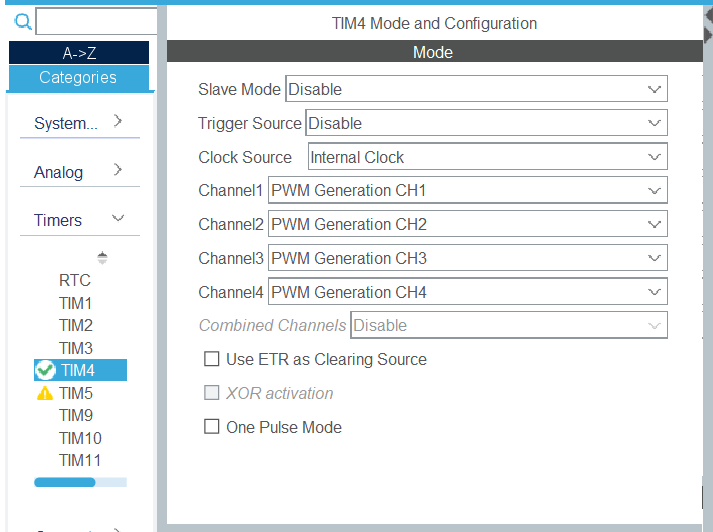 TIM4 Mode and Configuration
A->Z
Categories
System...
Analog
Timers
RTC
TIM1
TIM2
TIM3
TIM4
TIM5
TIM9
TIM10
TIM11
Mode
Slave Mode Disable
Trigger Source Disable
Clock Source Internal Clock
Channel1 PWM Generation CH1
Channel2 PWM Generation CH2
Channel3 PWM Generation CH3
Channel4 PWM Generation CH4
Combined Channels Disable
Use ETR as Clearing Source
XOR activation
One Pulse Mode